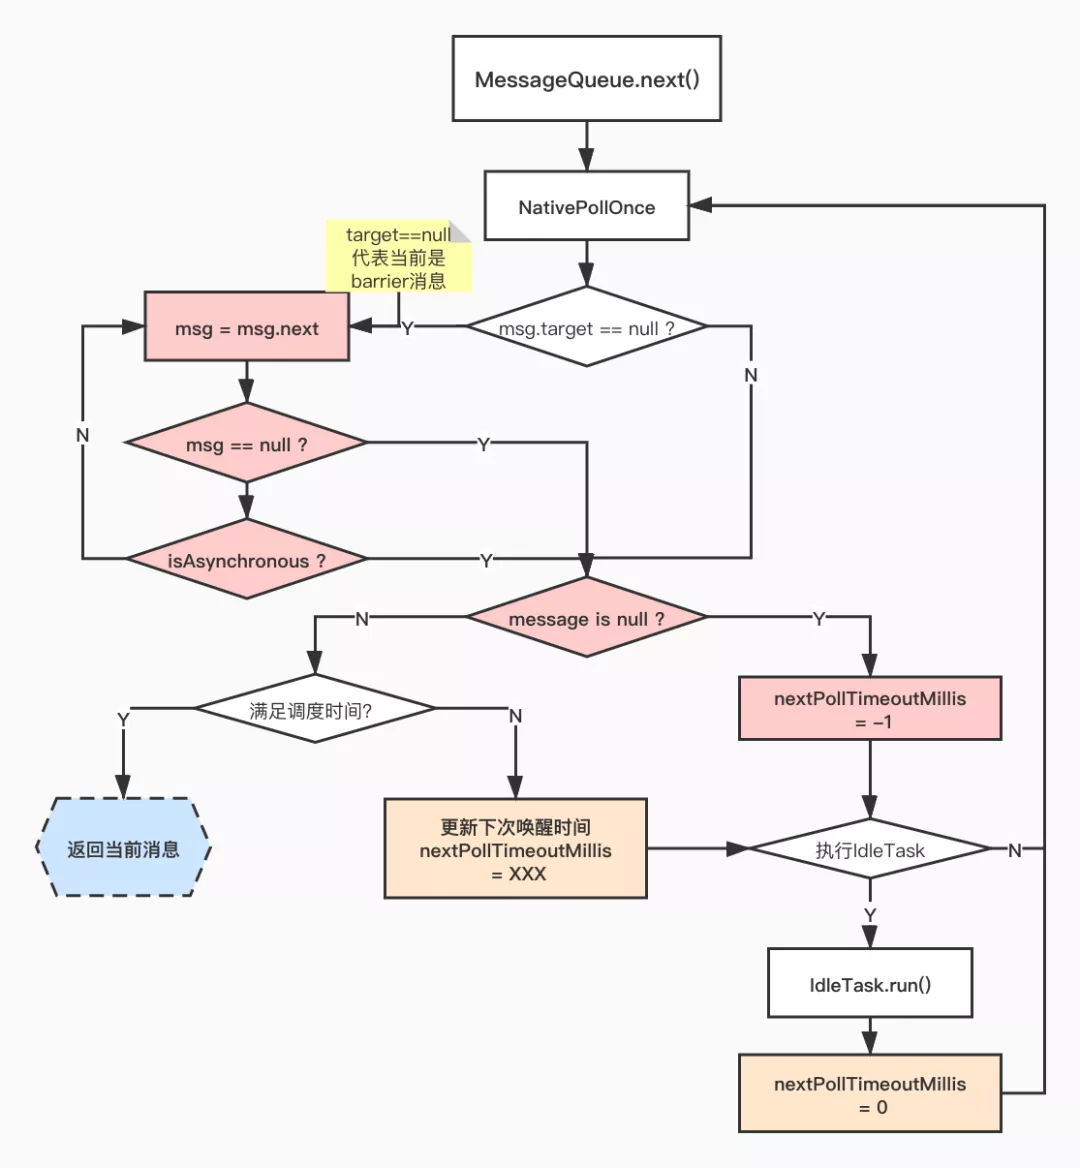 MessageQueue.next()
NativePollOnce
target==null
代表当前是
barrier消息
msg = msg.next
Y
msg.target == null ?
N
N
msg == null ?
Y
isAsynchronous ?
Y
N
message is null ?
Y
满足调度时间?
nextPollTimeoutMillis
= -1
Y
N
返回当前消息
更新下次唤醒时间
nextPollTimeoutMillis
= XXX
执行IdleTask
N
Y
IdleTask.run()
nextPollTimeoutMillis
= 0